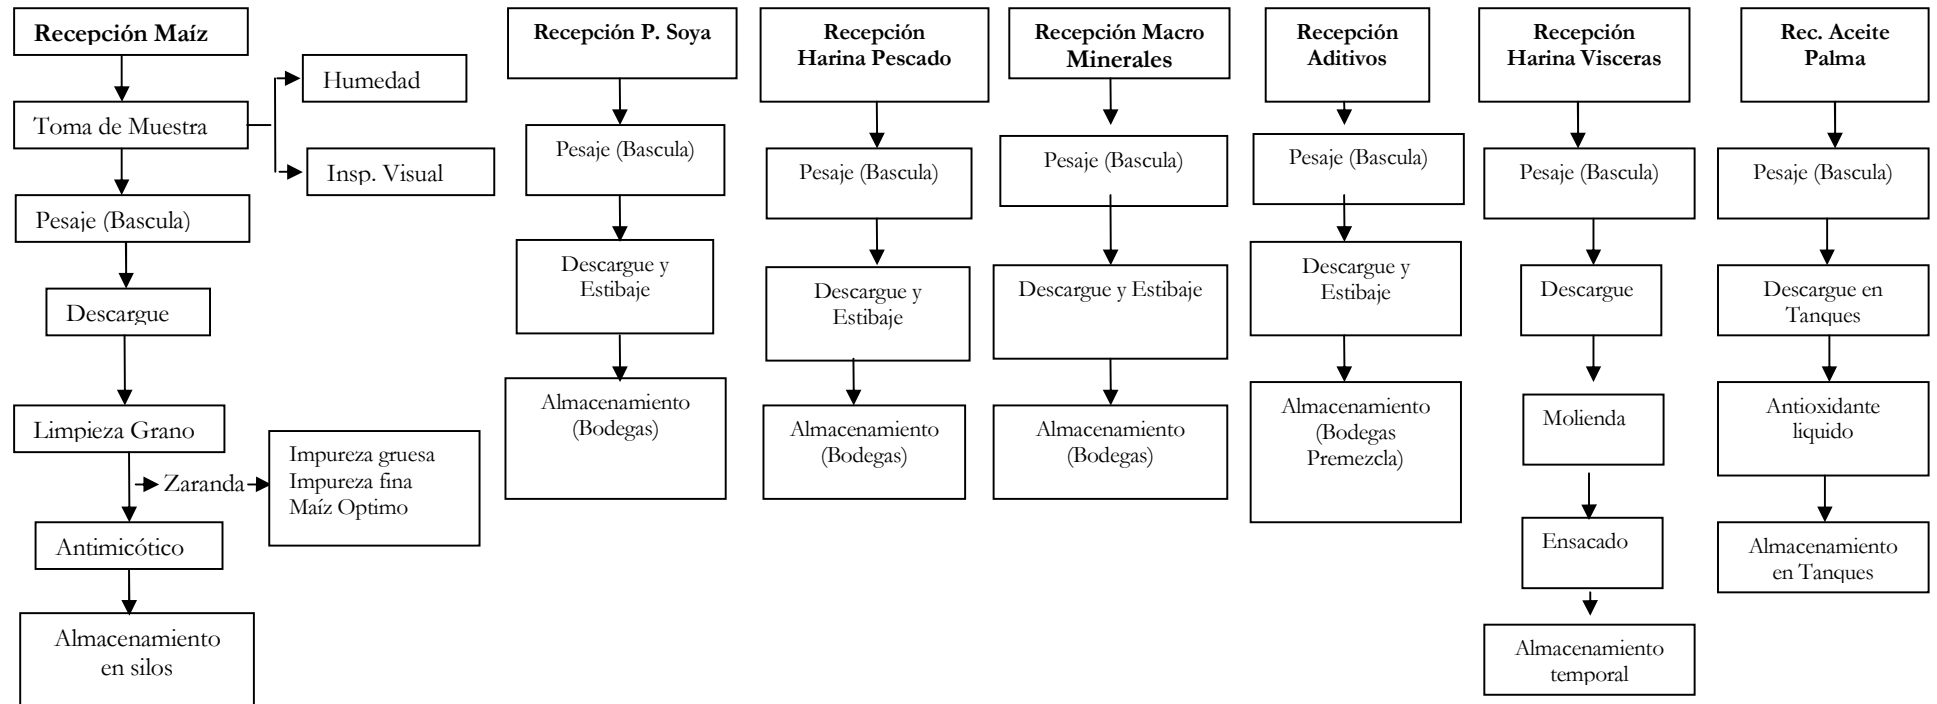 Recepción Maíz
Toma de Muestra
Humedad
Insp. Visual
Pesaje (Bascula)
Descargue
Limpieza Grano
Zaranda
Impureza gruesa
Impureza fina
Maíz Optimo
Antimicótico
Almacenamiento
en silos
Recepción P. Soya
Pesaje (Bascula)
Descargue y
Estibaje
Almacenamiento
(Bodegas)
Recepción
Harina Pescado
Pesaje (Bascula)
Descargue y
Estibaje
Almacenamiento
(Bodegas)
Recepción Macro
Minerales
Pesaje (Bascula)
Descargue y Estibaje
Almacenamiento
(Bodegas)
Recepción
Aditivos
Pesaje (Bascula)
Descargue y
Estibaje
Almacenamiento
(Bodegas
Premezcla)
Recepción
Harina Visceras
Pesaje (Bascula)
Descargue
Molienda
Ensacado
Almacenamiento
temporal
Rec. Aceite
Palma
Pesaje (Bascula)
Descargue en
Tanques
Antioxidante
liquido
Almacenamiento
en Tanques